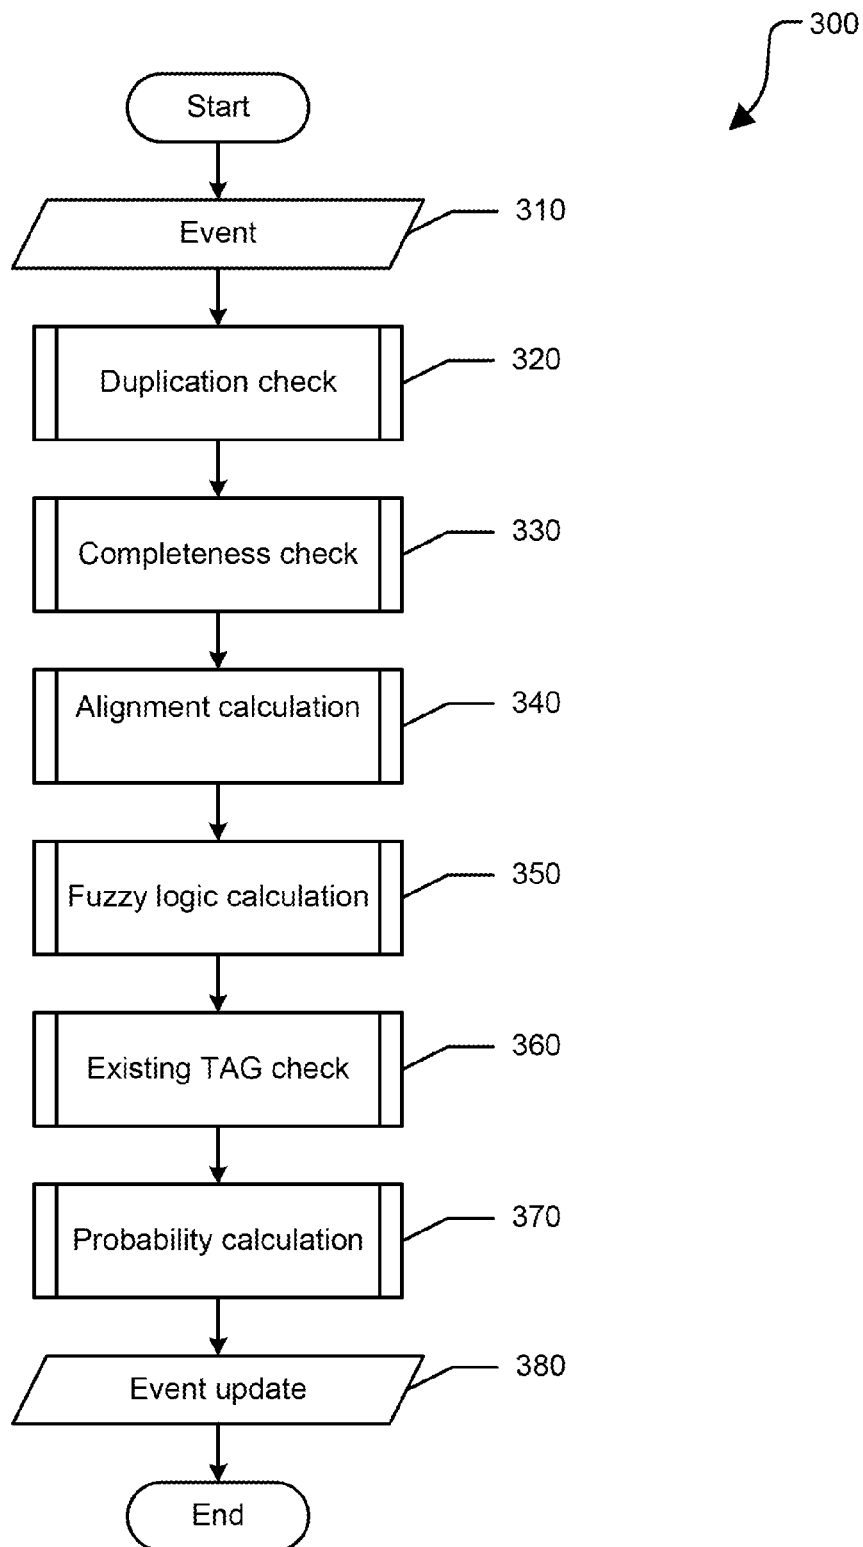 300
Start
Event
310
Duplication check
320
Completeness check
330
Alignment calculation
340
Fuzzy logic calculation
350
Existing TAG check
360
Probability calculation
370
Event update
380
End